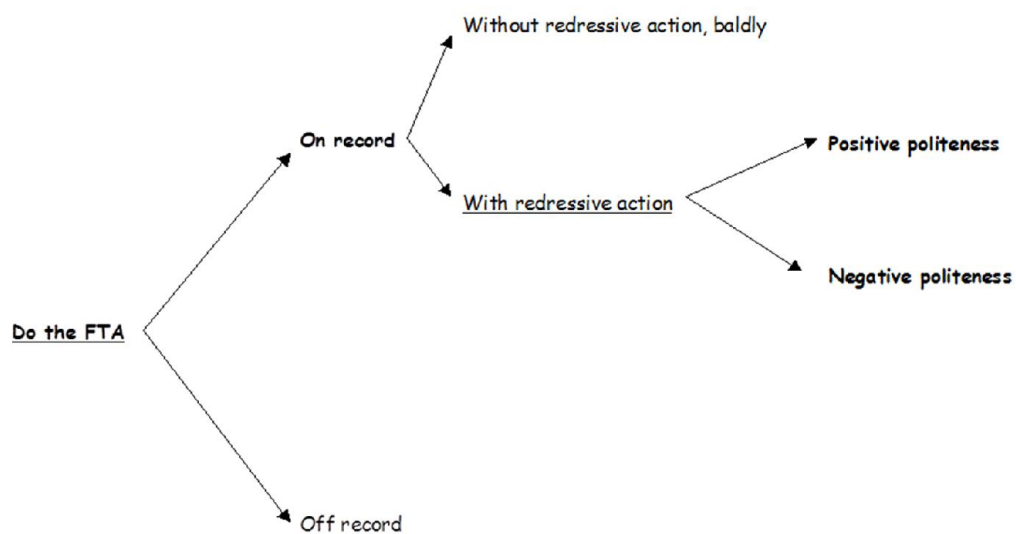 Without redressive action, baldly
On record
Positive politeness
With redressive action
Negative politeness
Do the FTA
Off record